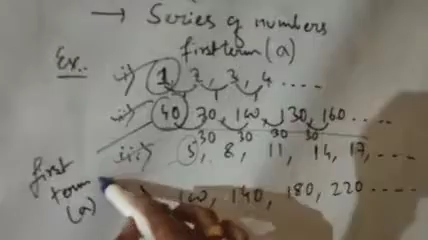 → Series of numbers
first term (a)
Ex:-
i) 1, 2, 3, 4 ....
ii) 40 70 100, 130, 160 ....
30 30 30 30
iii) 5, 8, 11, 14, 17, ....
100, 140, 180, 220 ....
first
term
(a)